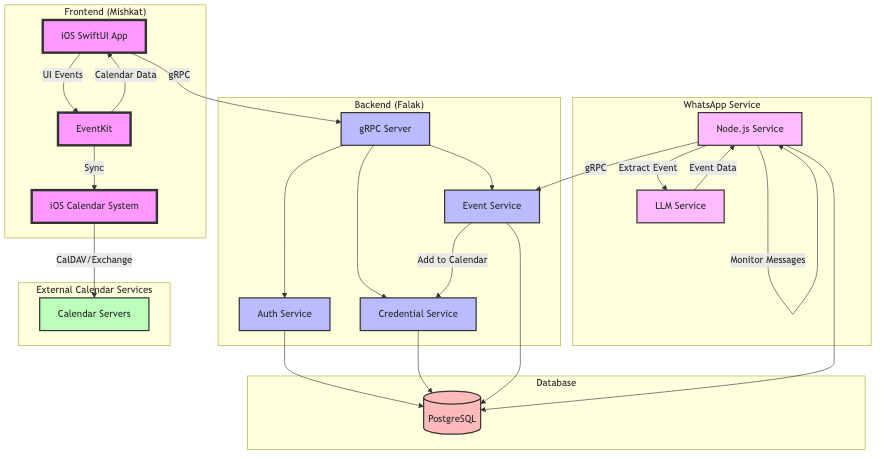 Frontend (Mishkat)
iOS SwiftUI App
UI Events
Calendar Data
gRPC
EventKit
Sync
iOS Calendar System
CalDAV/Exchange
External Calendar Services
Calendar Servers
Backend (Falak)
gRPC Server
Event Service
Add to Calendar
Auth Service
Credential Service
WhatsApp Service
Node.js Service
gRPC
Extract Event
Event Data
LLM Service
Monitor Messages
Database
PostgreSQL